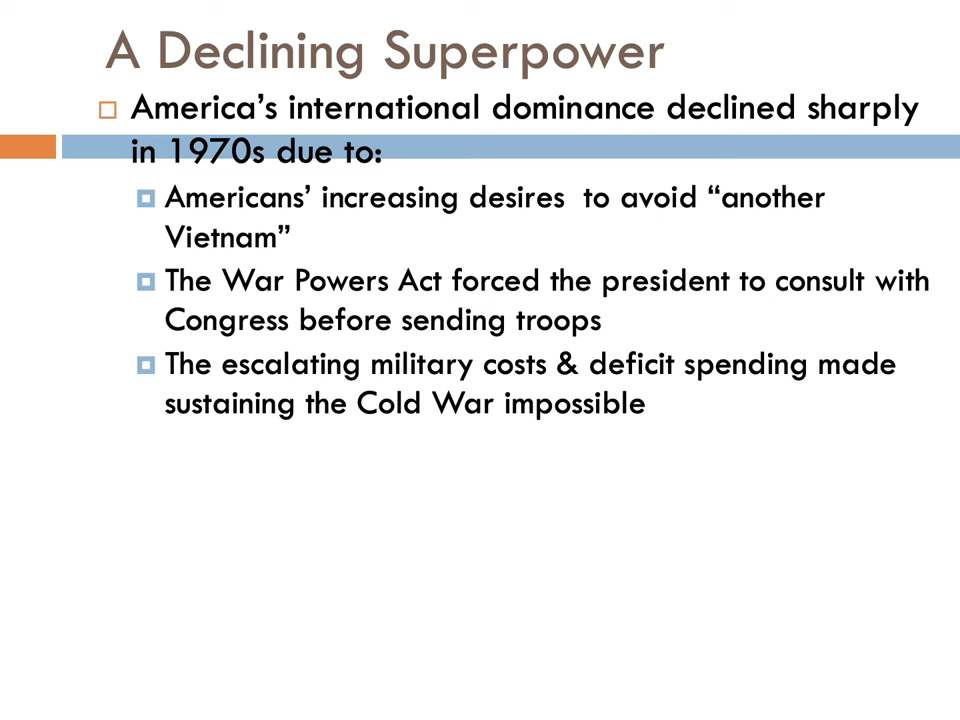 A Declining Superpower
America’s international dominance declined sharply
in 1970s due to:
Americans’ increasing desires  to avoid “another
Vietnam”
The War Powers Act forced the president to consult with
Congress before sending troops
The escalating military costs & deficit spending made
sustaining the Cold War impossible